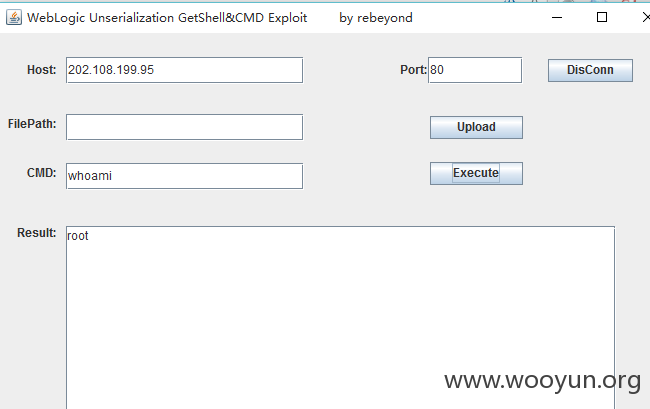 WebLogic Unserialization GetShell&CMD Exploit by rebeyond
Host: 202.108.199.95 Port: 80 DisConn
FilePath: Upload
CMD: whoami Execute
Result: root
www.wooyun.org